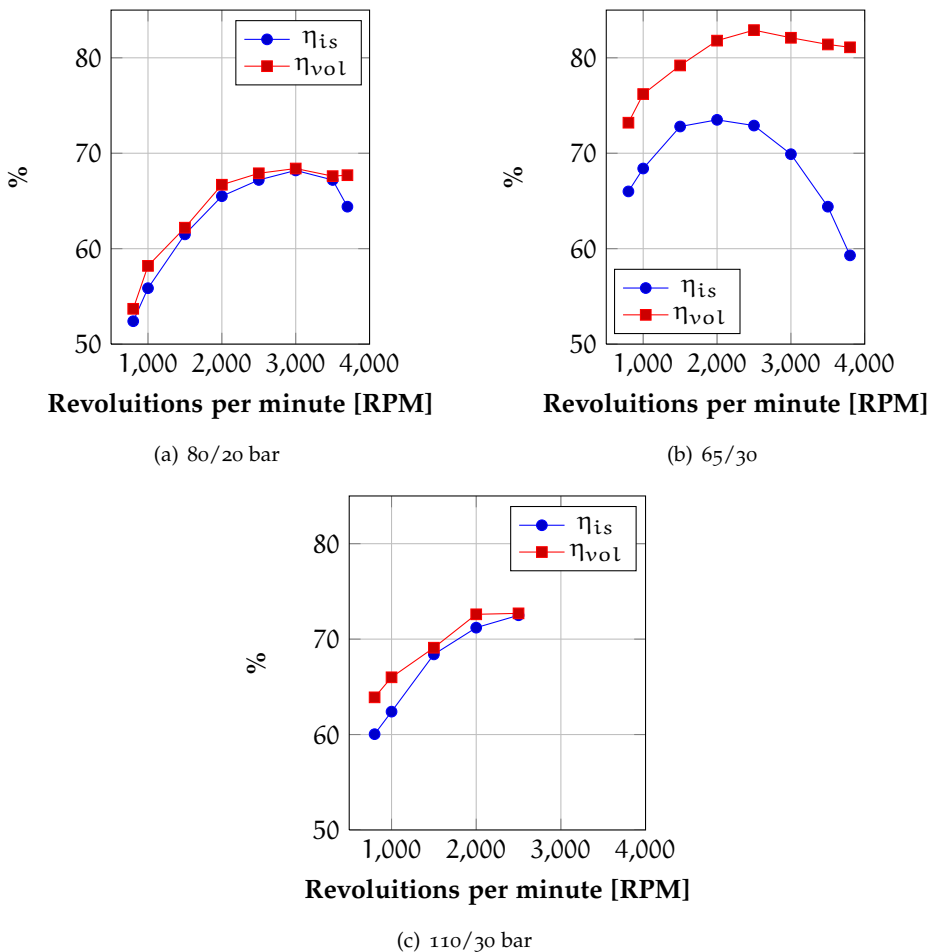 80
70
60
50
%
η_is
η_vol
1,000 2,000 3,000 4,000
Revoluitions per minute [RPM]
(a) 80/20 bar
80
70
60
50
%
η_is
η_vol
1,000 2,000 3,000 4,000
Revoluitions per minute [RPM]
(b) 65/30
80
70
60
50
%
η_is
η_vol
1,000 2,000 3,000 4,000
Revoluitions per minute [RPM]
(c) 110/30 bar